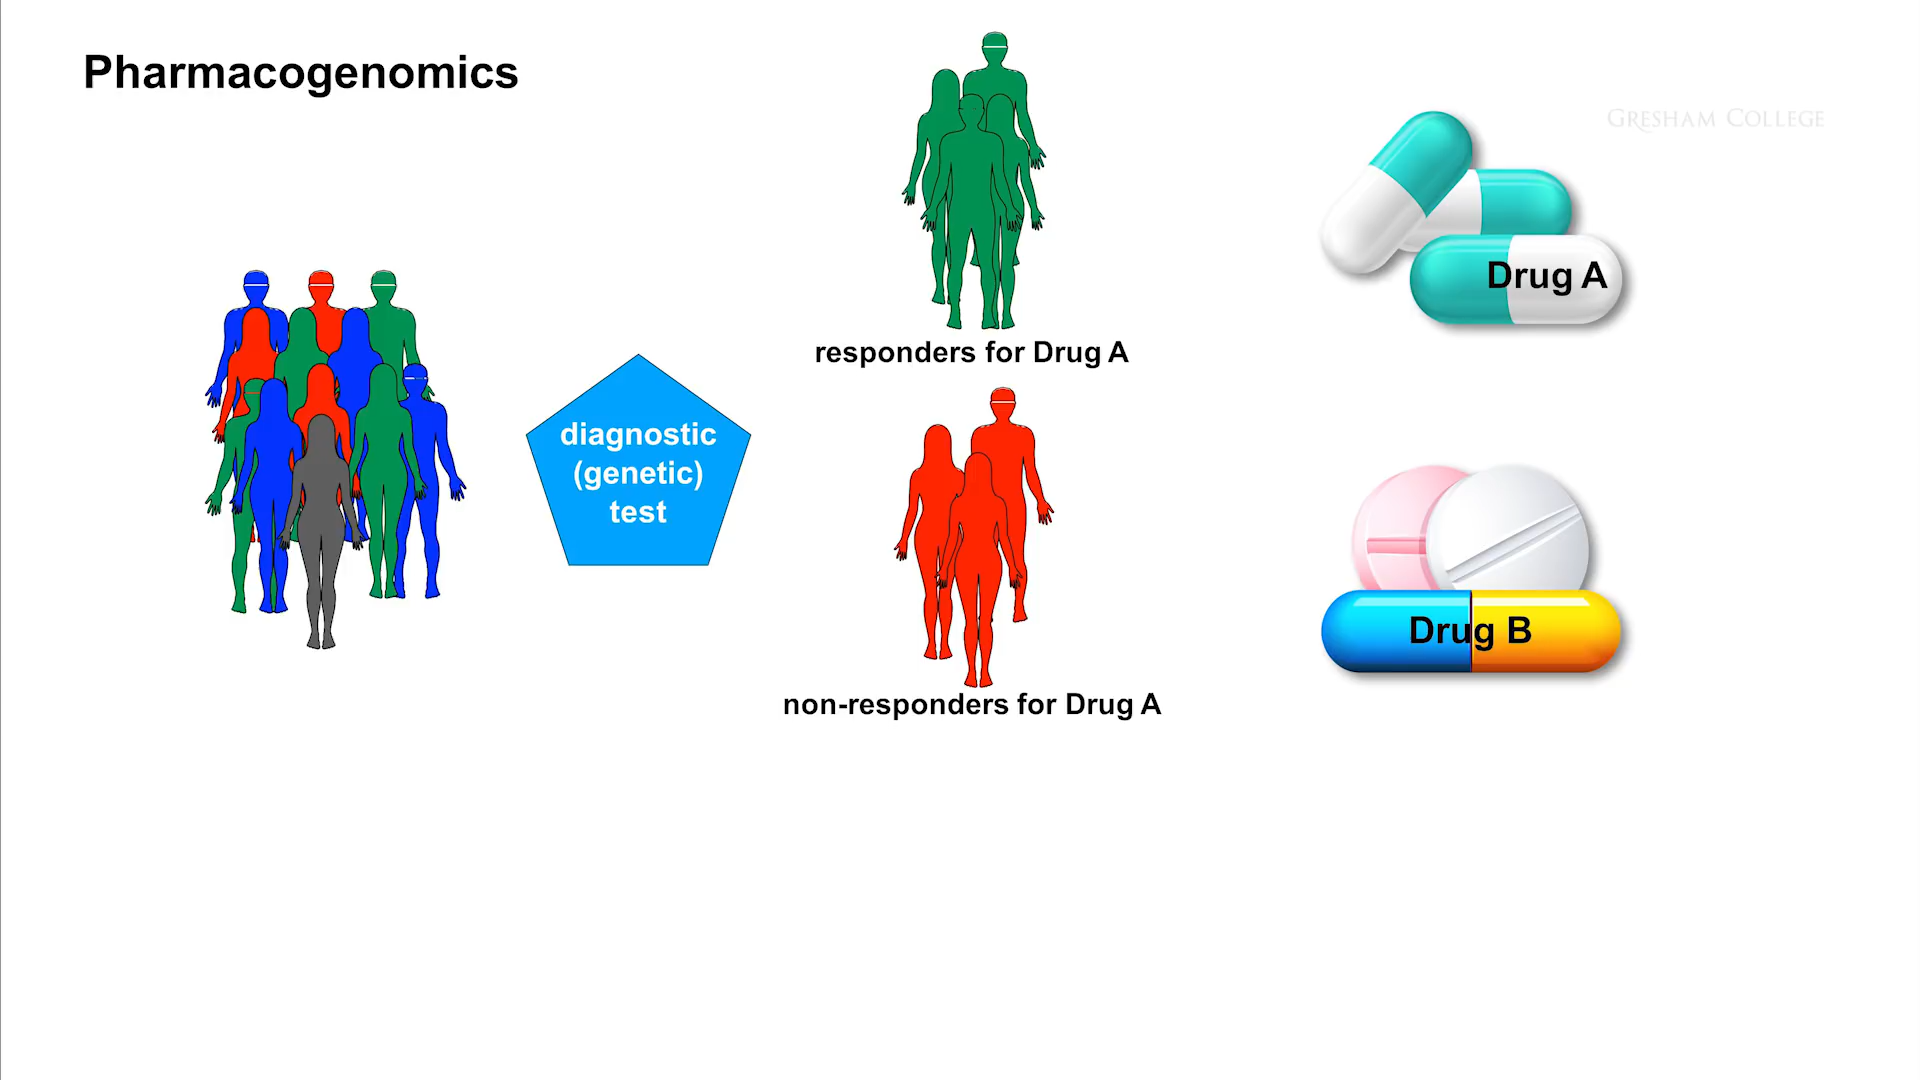 Pharmacogenomics
GRESHAM COLLEGE
Drug A
responders for Drug A
diagnostic
(genetic)
test
Drug B
non-responders for Drug A